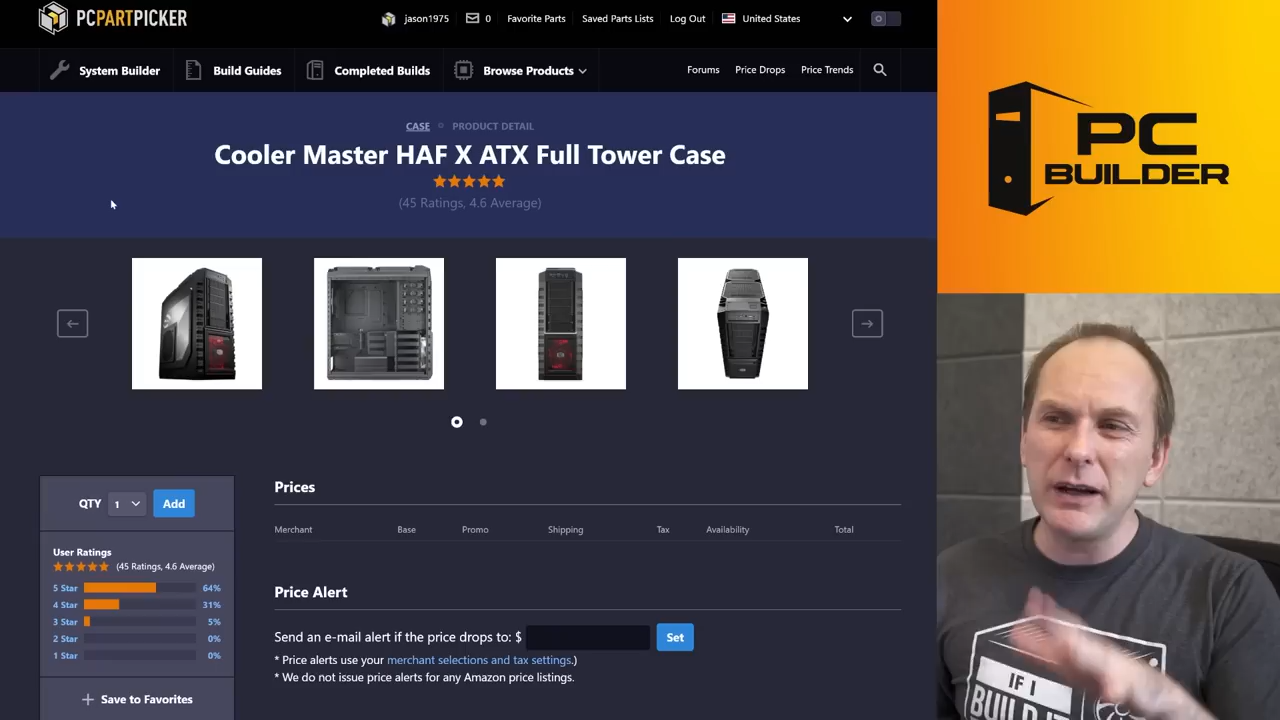 PCPARTPICKER
jason1975 0 Favorite Parts Saved Parts Lists Log Out United States
System Builder Build Guides Completed Builds Browse Products Forums Price Drops Price Trends
CASE PRODUCT DETAIL
Cooler Master HAF X ATX Full Tower Case
(45 Ratings, 4.6 Average)
PC
BUILDER
QTY 1 Add
User Ratings
(45 Ratings, 4.6 Average)
5 Star 64%
4 Star 31%
3 Star 5%
2 Star 0%
1 Star 0%
+ Save to Favorites
Prices
Merchant Base Promo Shipping Tax Availability Total
Price Alert
Send an e-mail alert if the price drops to: $ Set
* Price alerts use your merchant selections and tax settings.)
* We do not issue price alerts for any Amazon price listings.
IF I
BUILD IT